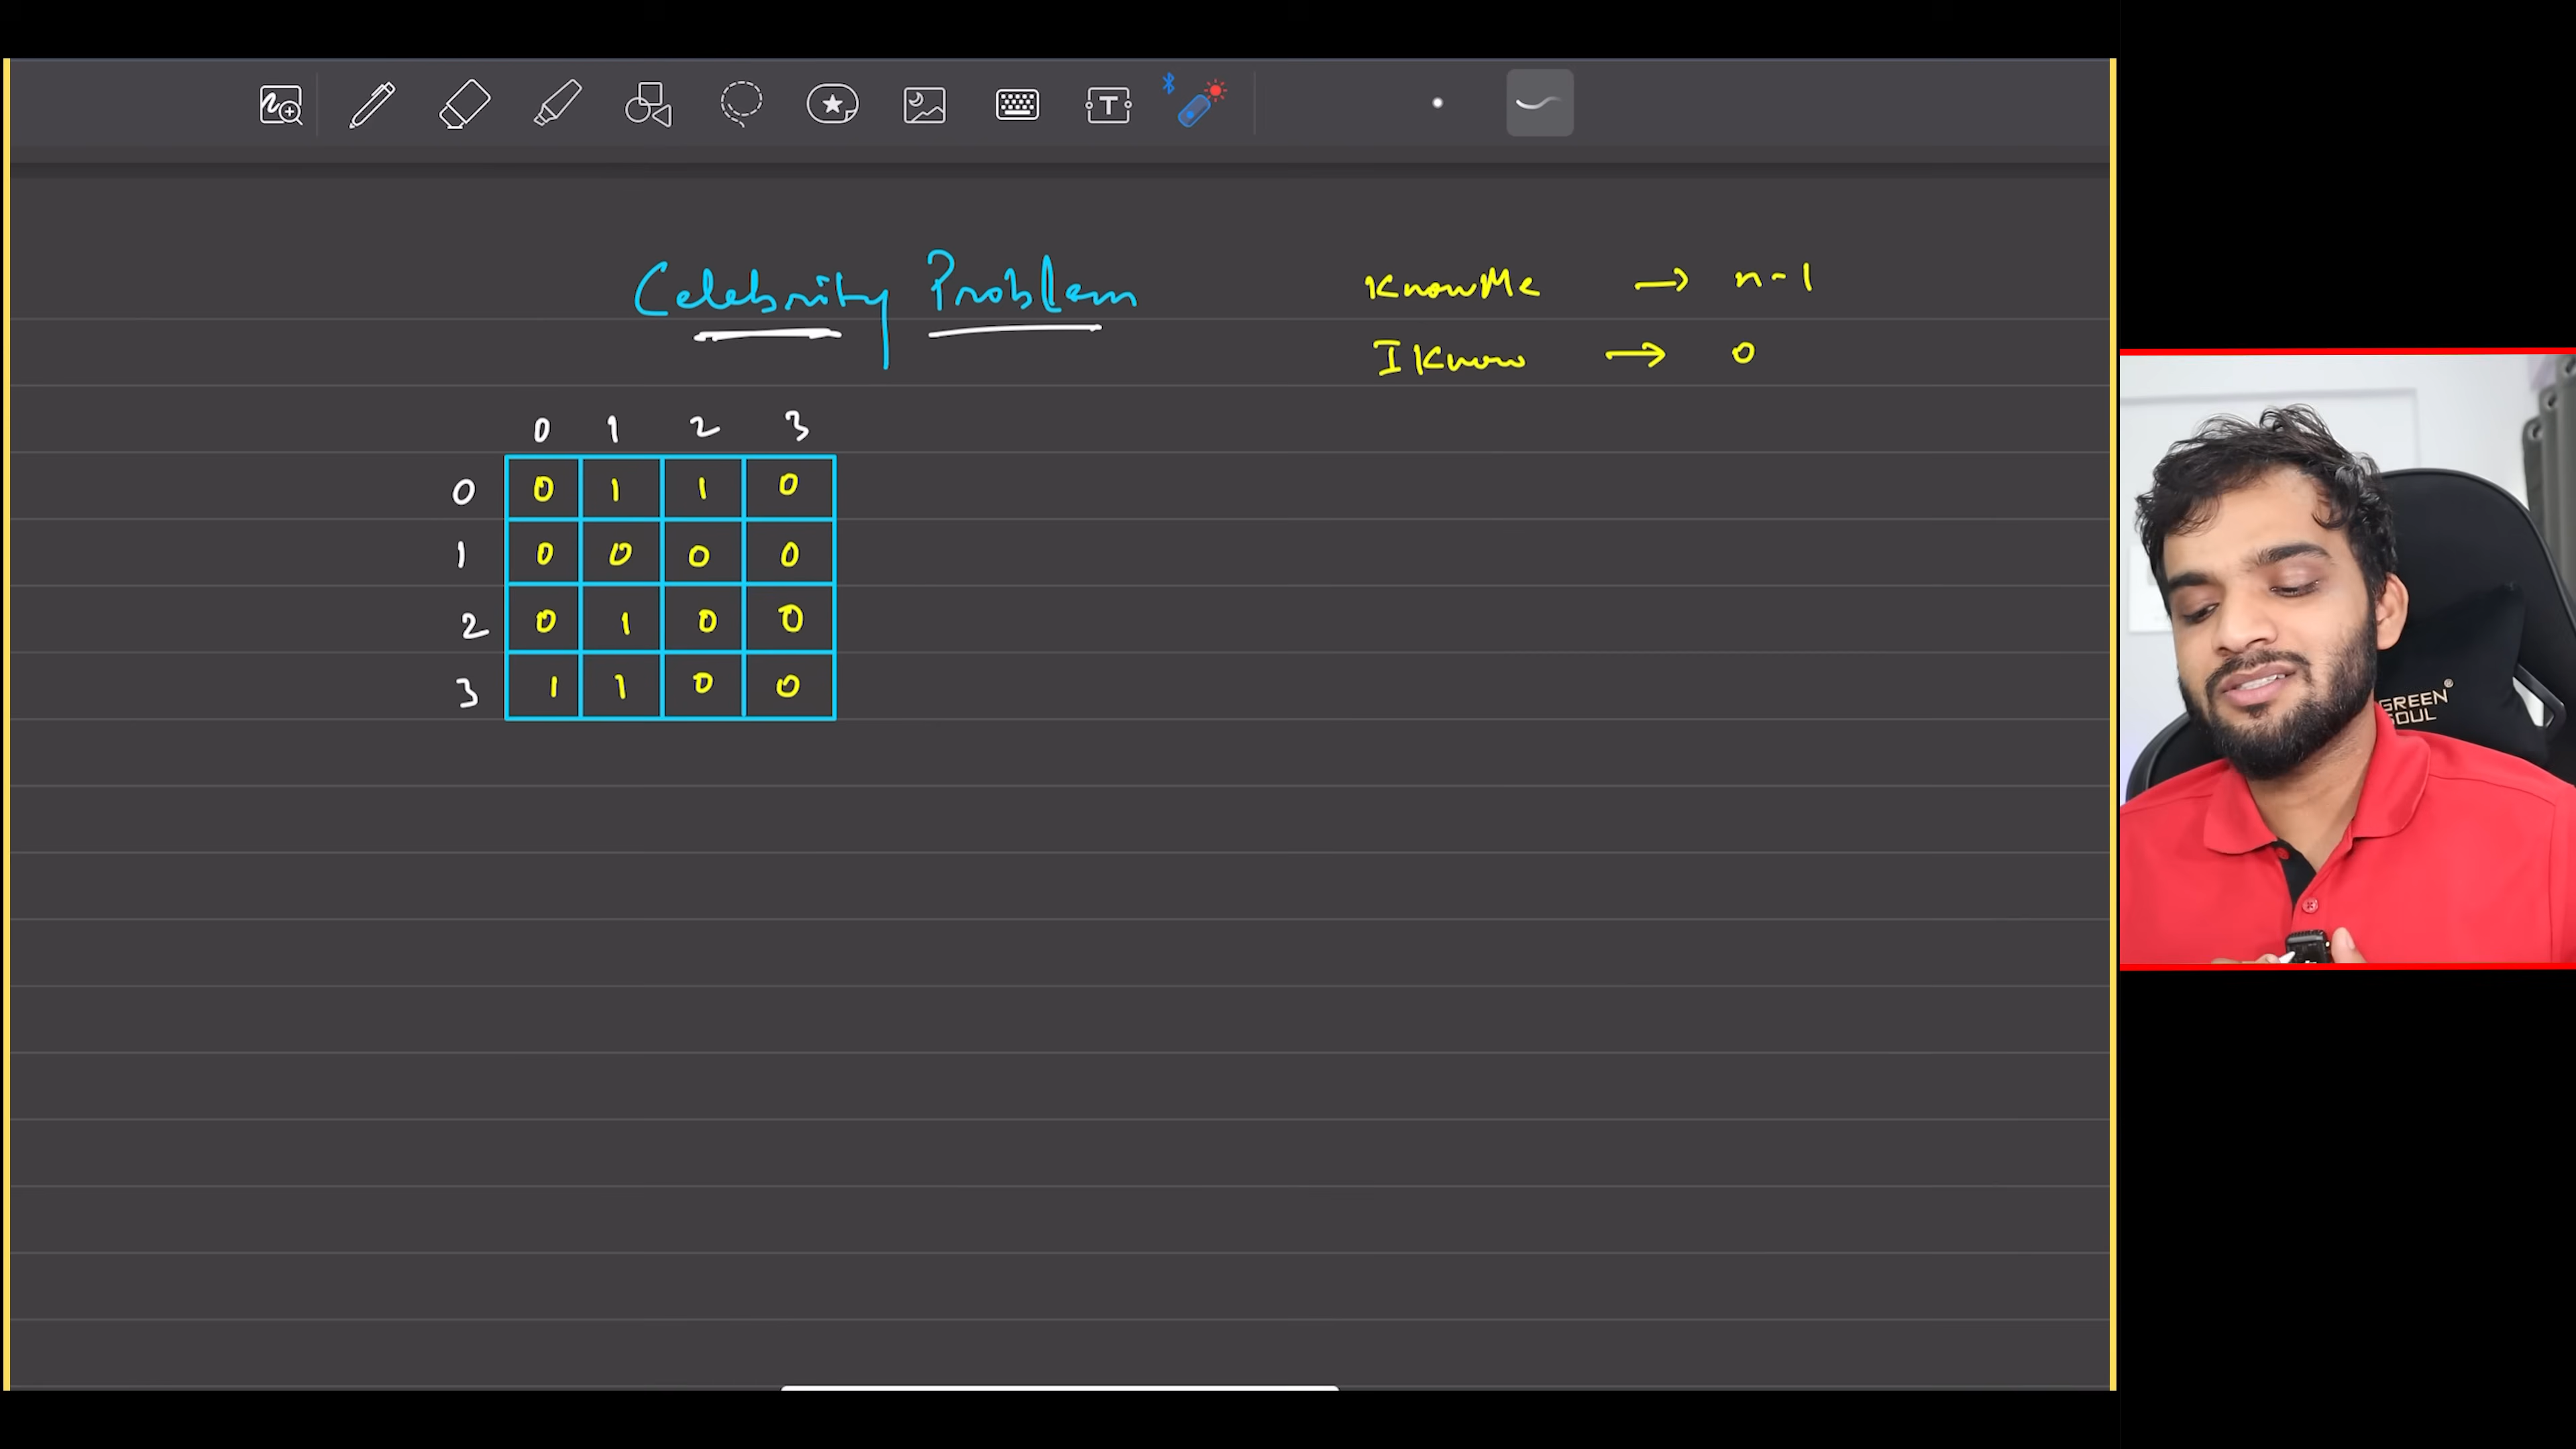 Celebrity Problem
KnowMe → n-1
I Know → 0
0 1 2 3
0 0 1 1 0
1 0 0 0 0
2 0 1 0 0
3 1 1 0 0
T
GREEN SOUL®